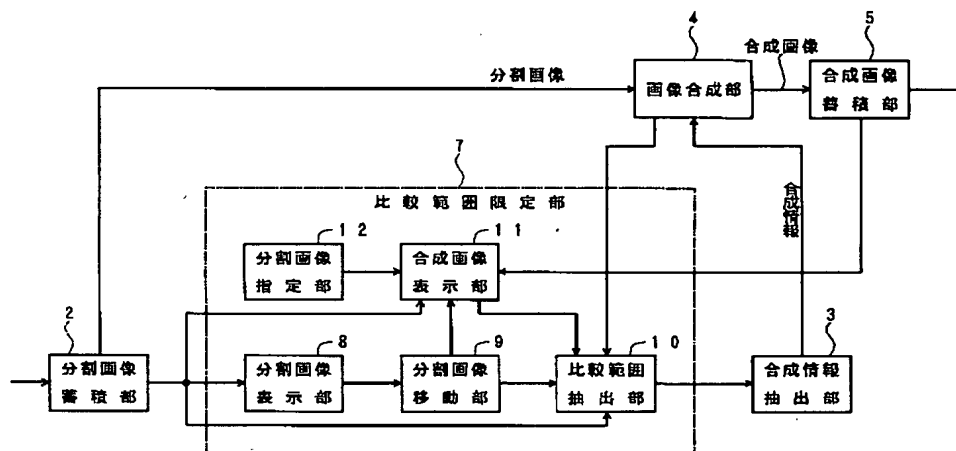 4
合成画像
5
分割画像
画像合成部
合成画像
蓄積部
7
比較範囲限定部
合成情報
12
11
分割画像
指定部
合成画像
表示部
2
8
9
10
3
分割画像
蓄積部
分割画像
表示部
分割画像
移動部
比較範囲
抽出部
合成情報
抽出部